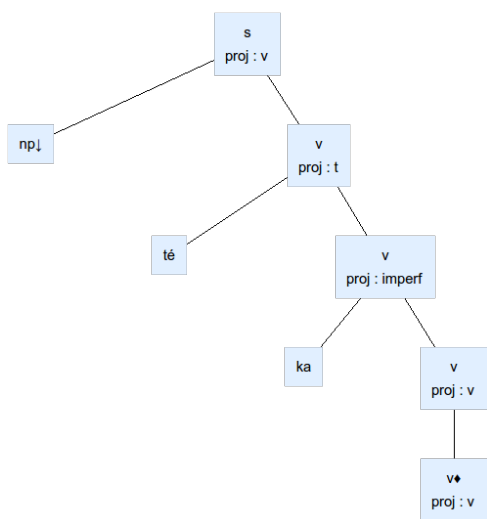 s
proj : v
np↓
v
proj : t
té
v
proj : imperf
ka
v
proj : v
v♦
proj : v